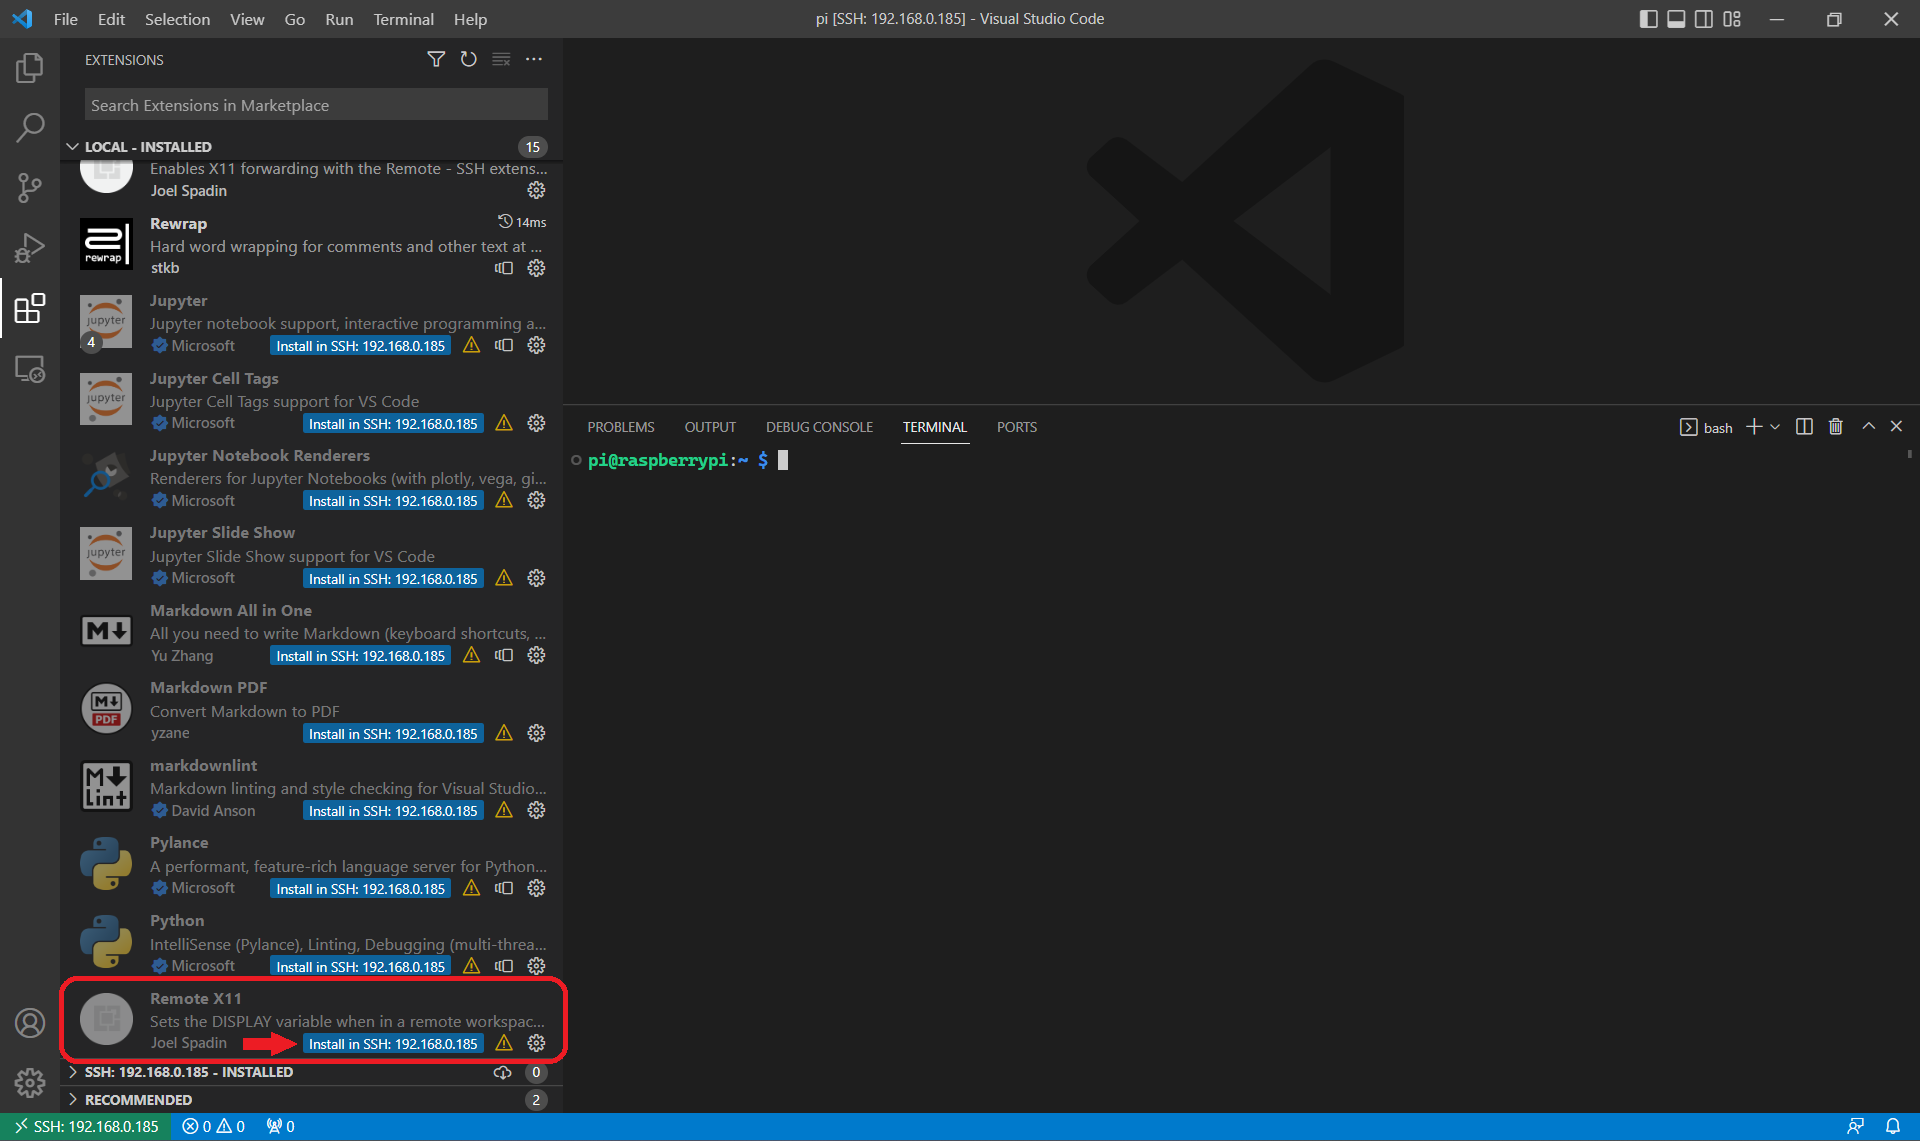 File Edit Selection View Go Run Terminal Help
pi [SSH: 192.168.0.185] - Visual Studio Code
EXTENSIONS
Search Extensions in Marketplace
LOCAL - INSTALLED 15
Enables X11 forwarding with the Remote - SSH extens...
Joel Spadin
Rewrap 14ms
rewrap
Hard word wrapping for comments and other text at ...
stkb
Jupyter
jupyter
Jupyter notebook support, interactive programming a...
4
Microsoft Install in SSH: 192.168.0.185
Jupyter Cell Tags
jupyter
Jupyter Cell Tags support for VS Code
Microsoft Install in SSH: 192.168.0.185
Jupyter Notebook Renderers
Renderers for Jupyter Notebooks (with plotly, vega, gi...
Microsoft Install in SSH: 192.168.0.185
Jupyter Slide Show
jupyter
Jupyter Slide Show support for VS Code
Microsoft Install in SSH: 192.168.0.185
Markdown All in One
M
All you need to write Markdown (keyboard shortcuts, ...
Yu Zhang Install in SSH: 192.168.0.185
Markdown PDF
M
PDF
Convert Markdown to PDF
yzane Install in SSH: 192.168.0.185
markdownlint
M
lint
Markdown linting and style checking for Visual Studio...
David Anson Install in SSH: 192.168.0.185
Pylance
A performant, feature-rich language server for Python...
Microsoft Install in SSH: 192.168.0.185
Python
IntelliSense (Pylance), Linting, Debugging (multi-threa...
Microsoft Install in SSH: 192.168.0.185
Remote X11
Sets the DISPLAY variable when in a remote workspac...
Joel Spadin Install in SSH: 192.168.0.185
SSH: 192.168.0.185 - INSTALLED 0
RECOMMENDED 2
PROBLEMS OUTPUT DEBUG CONSOLE TERMINAL PORTS
bash
pi@raspberrypi:~ $
SSH: 192.168.0.185 0 0 0